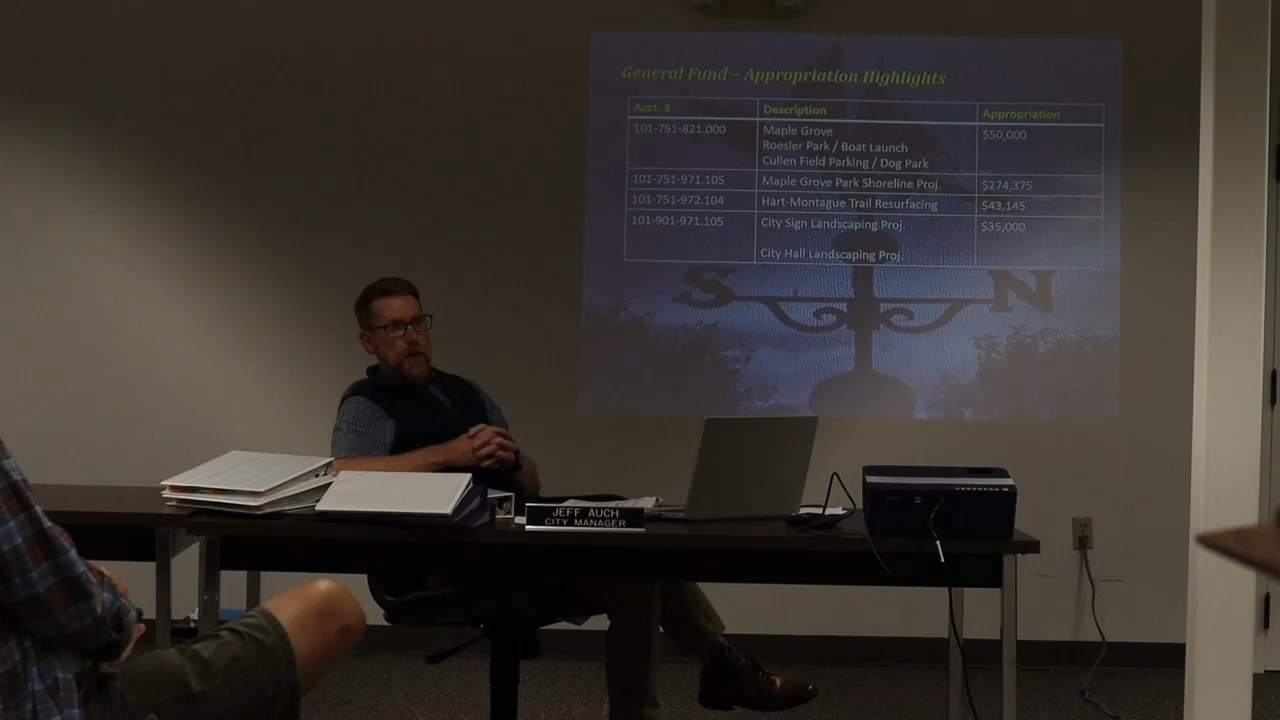 General Fund – Appropriation Highlights
Acct. # Description Appropriation
101-751-821.000 Maple Grove $50,000
Roesler Park / Boat Launch
Cullen Field Parking / Dog Park
101-751-971.105 Maple Grove Park Shoreline Proj. $274,375
101-751-972.104 Hart-Montague Trail Resurfacing $43,145
101-901-971.105 City Sign Landscaping Proj. $35,000
City Hall Landscaping Proj.
S N
JEFF AUCH
CITY MANAGER